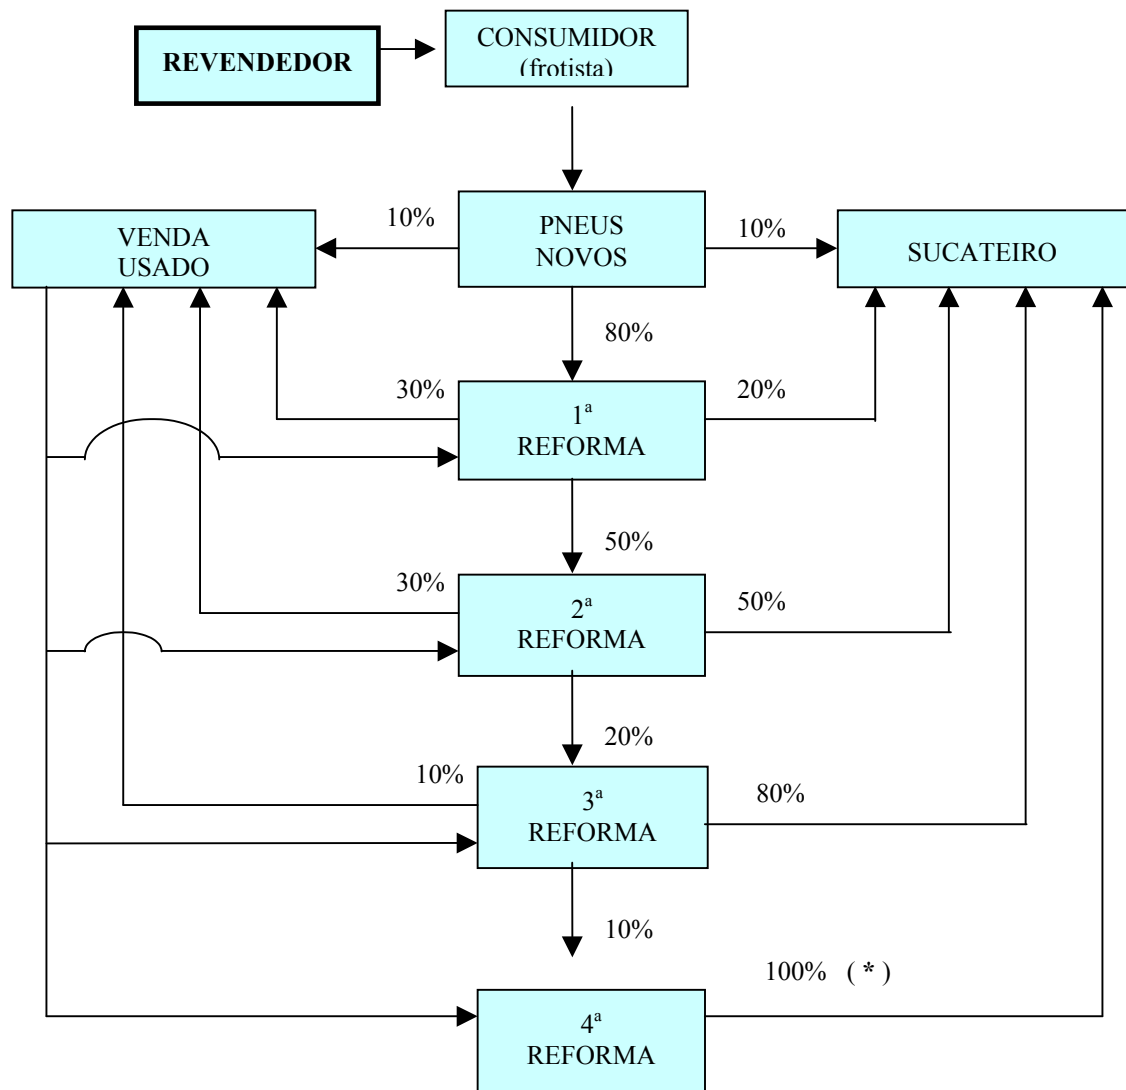 REVENDEDOR
CONSUMIDOR
(frotista)
VENDA
USADO
10%
PNEUS
NOVOS
10%
SUCATEIRO
80%
30%
1ª
REFORMA
20%
50%
30%
2ª
REFORMA
50%
20%
10%
3ª
REFORMA
80%
10%
100% ( * )
4ª
REFORMA